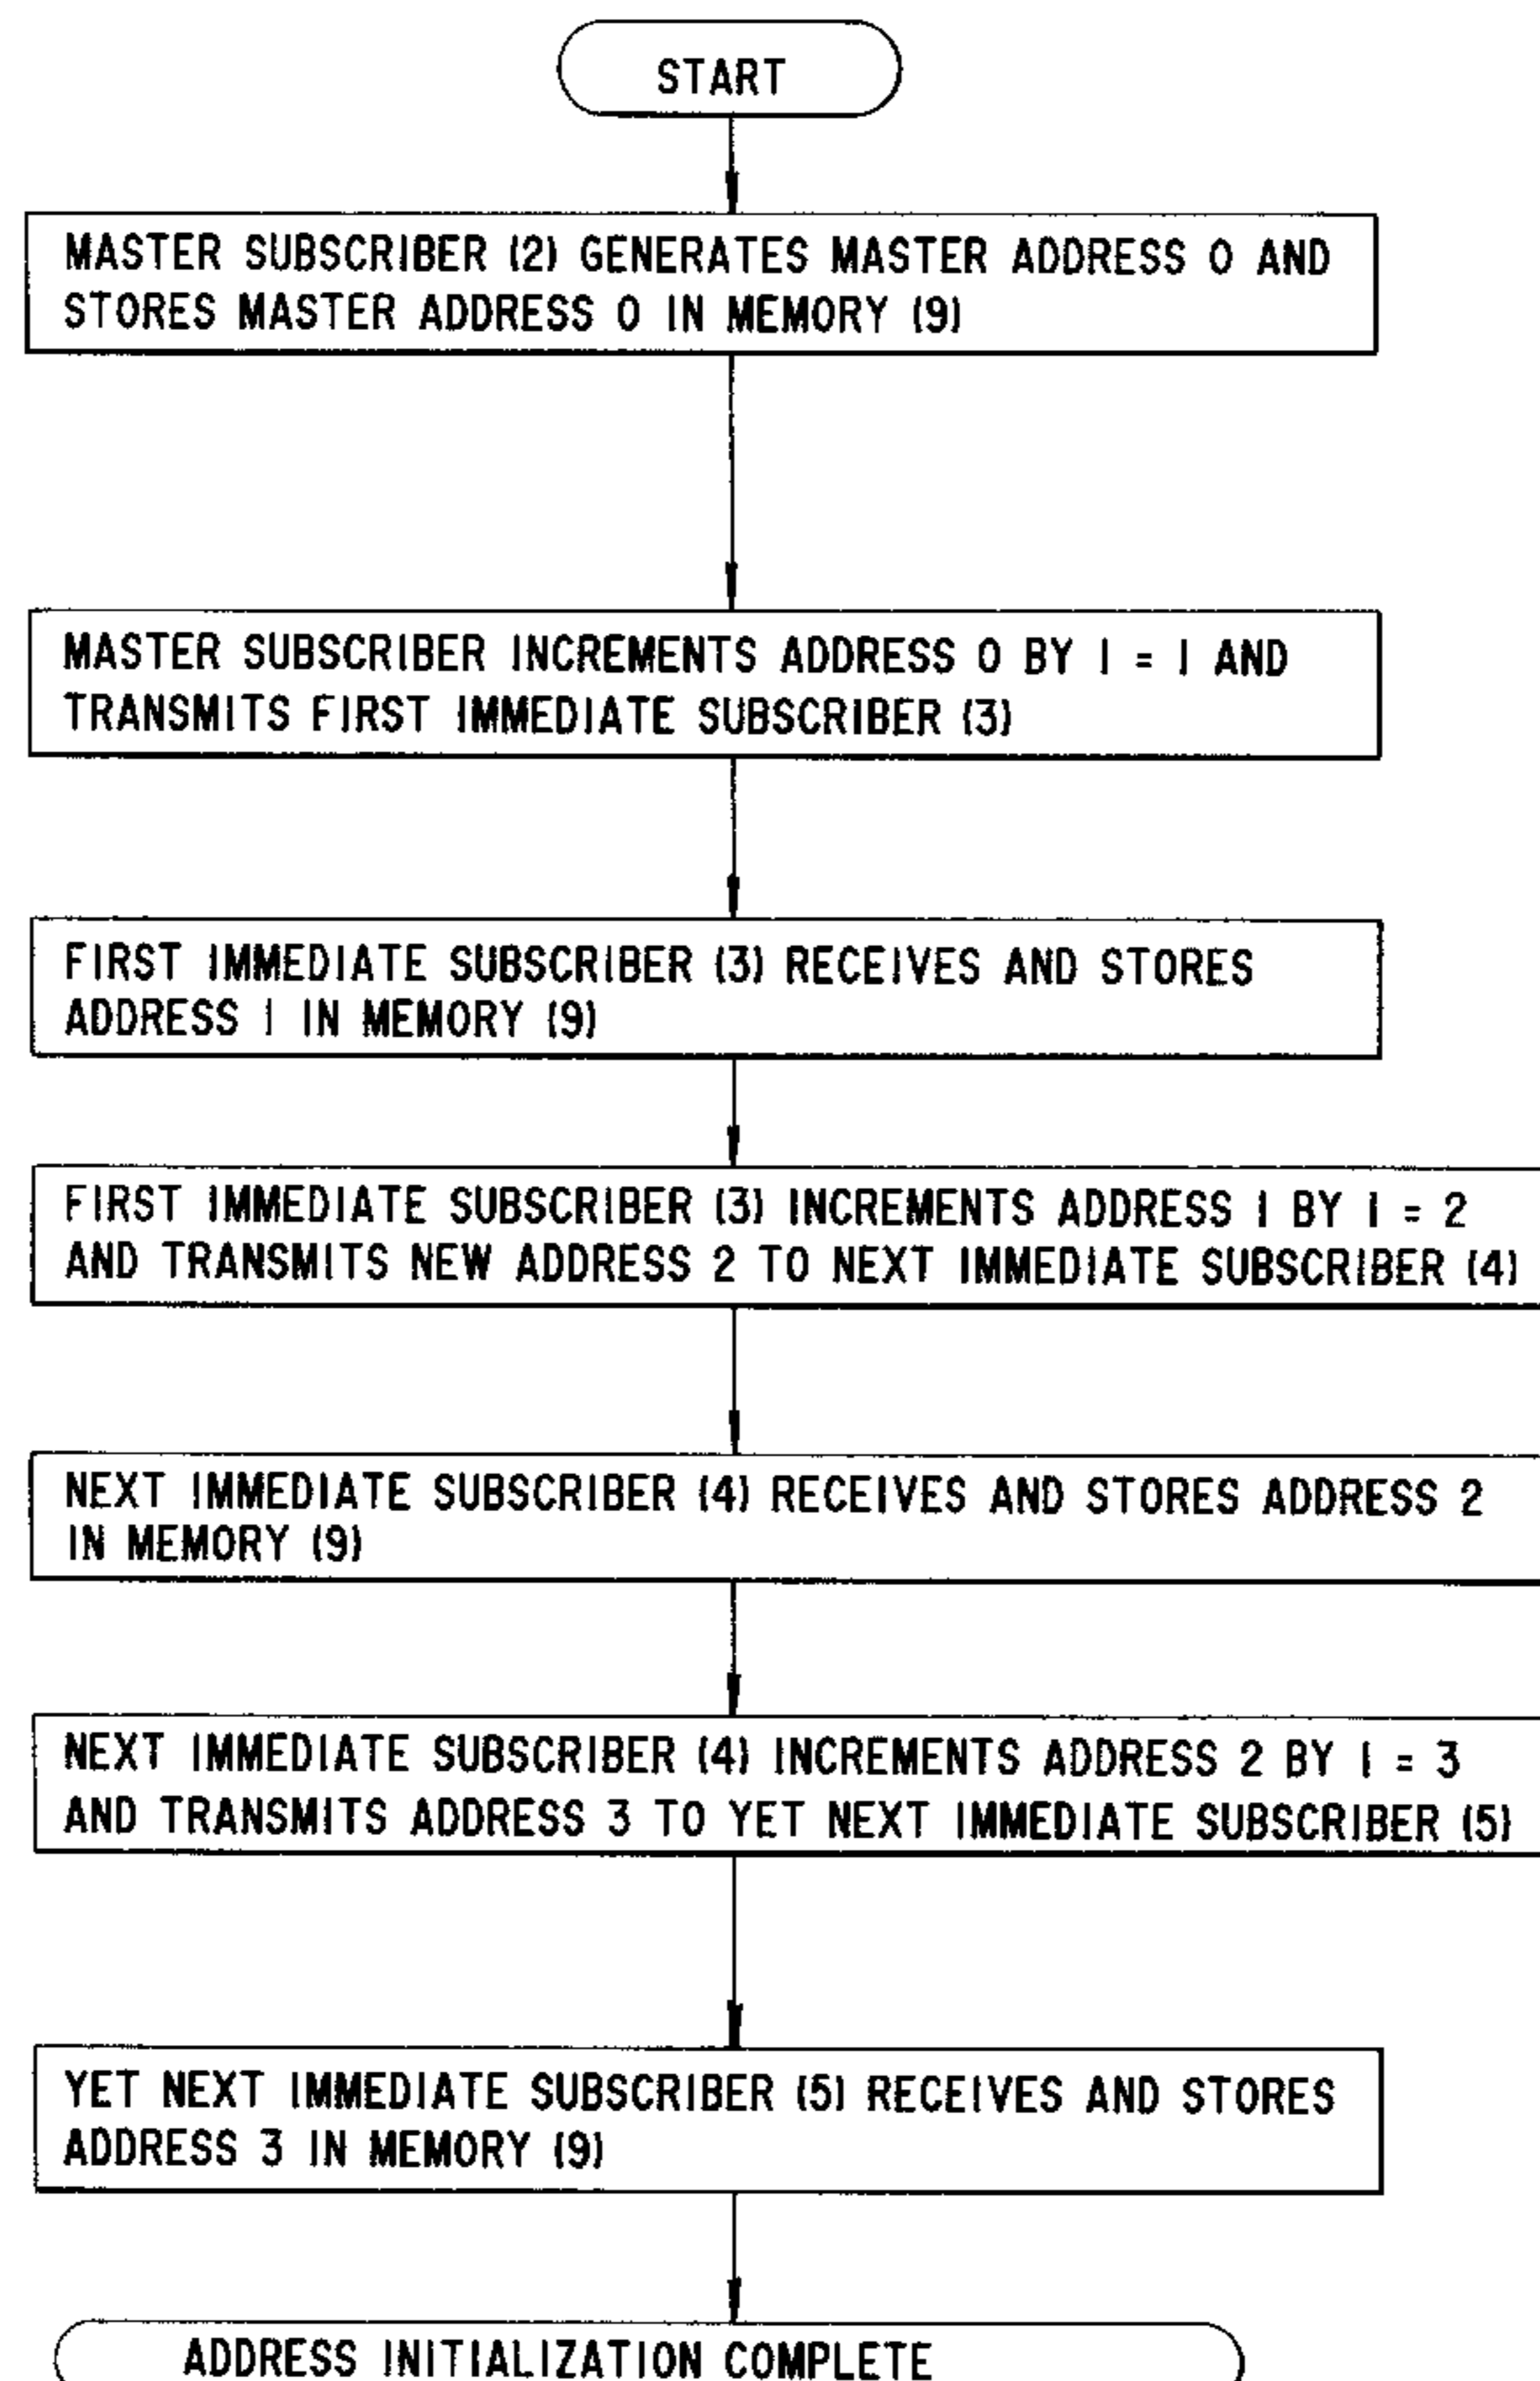 START
MASTER SUBSCRIBER (2) GENERATES MASTER ADDRESS 0 AND
STORES MASTER ADDRESS 0 IN MEMORY (9)
MASTER SUBSCRIBER INCREMENTS ADDRESS 0 BY 1 = 1 AND
TRANSMITS FIRST IMMEDIATE SUBSCRIBER (3)
FIRST IMMEDIATE SUBSCRIBER (3) RECEIVES AND STORES
ADDRESS 1 IN MEMORY (9)
FIRST IMMEDIATE SUBSCRIBER (3) INCREMENTS ADDRESS 1 BY 1 = 2
AND TRANSMITS NEW ADDRESS 2 TO NEXT IMMEDIATE SUBSCRIBER (4)
NEXT IMMEDIATE SUBSCRIBER (4) RECEIVES AND STORES ADDRESS 2
IN MEMORY (9)
NEXT IMMEDIATE SUBSCRIBER (4) INCREMENTS ADDRESS 2 BY 1 = 3
AND TRANSMITS ADDRESS 3 TO YET NEXT IMMEDIATE SUBSCRIBER (5)
YET NEXT IMMEDIATE SUBSCRIBER (5) RECEIVES AND STORES
ADDRESS 3 IN MEMORY (9)
ADDRESS INITIALIZATION COMPLETE